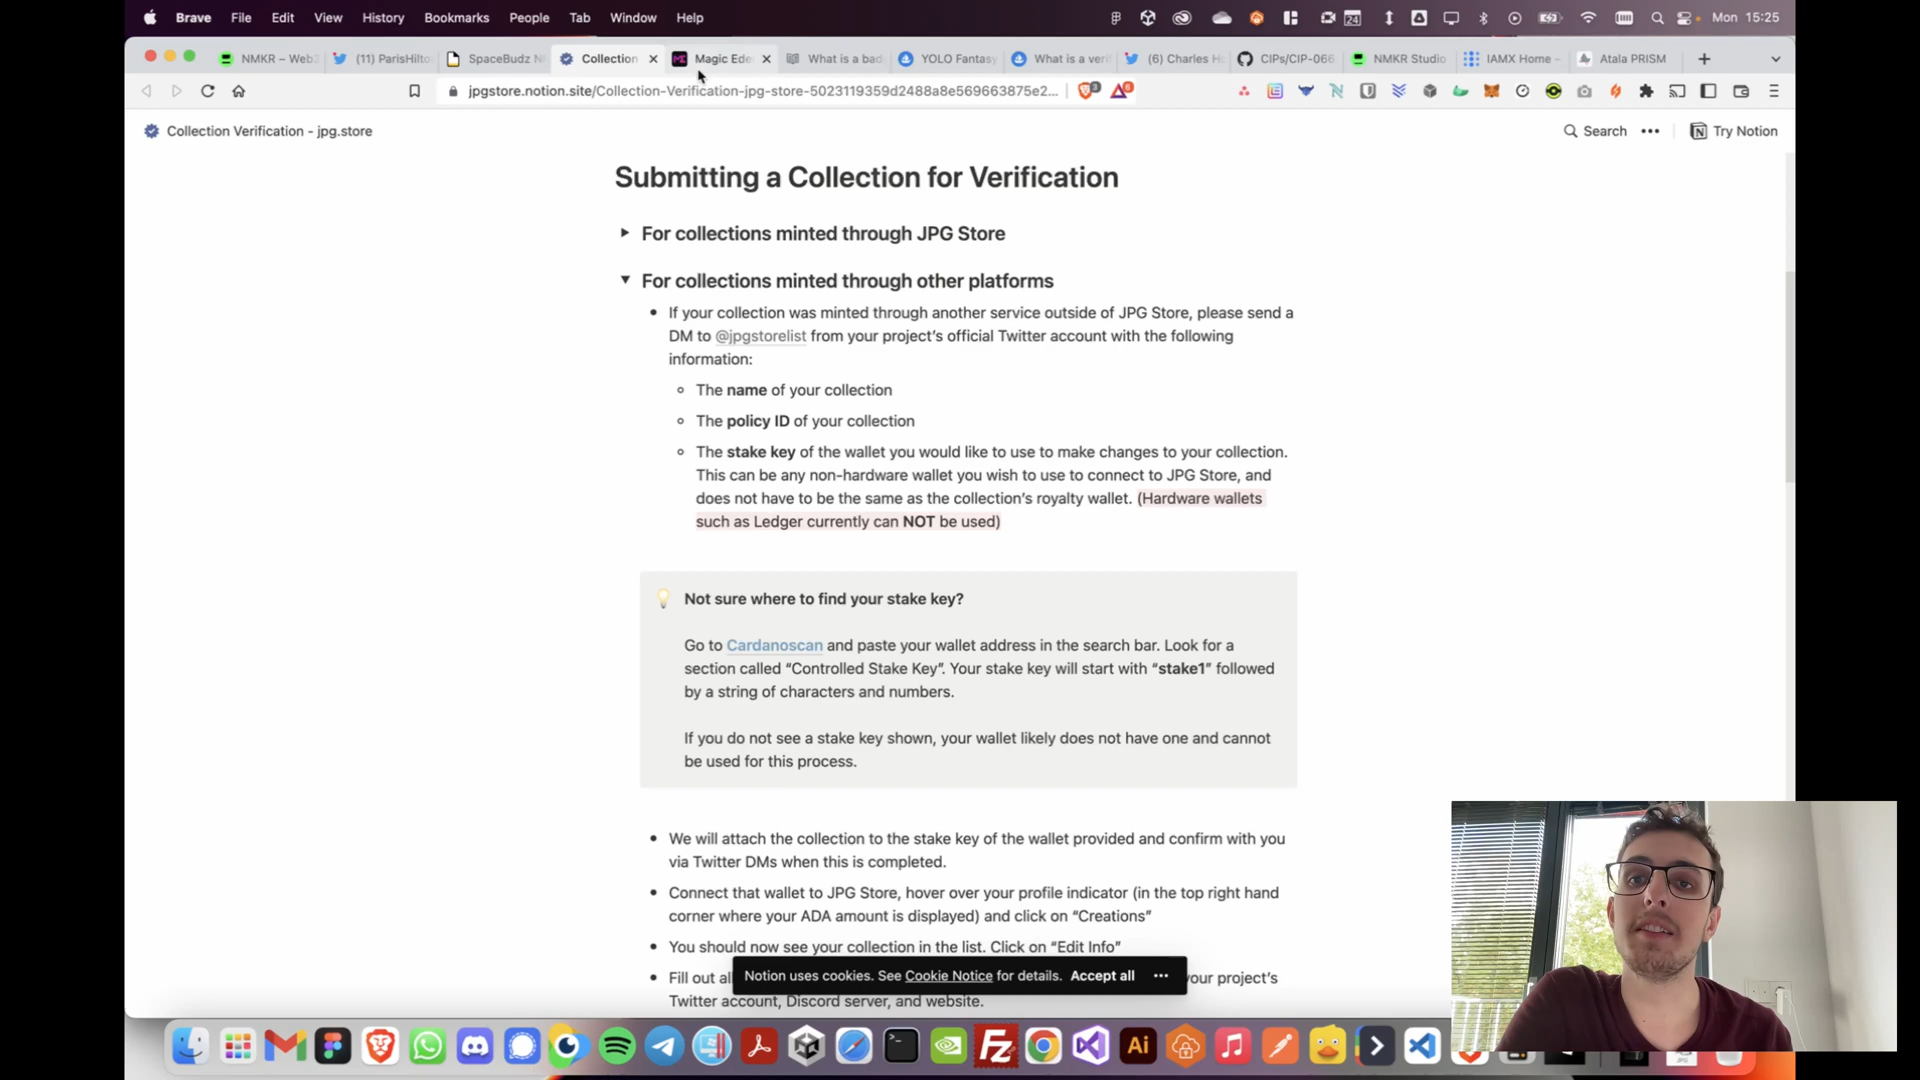 Brave File Edit View History Bookmarks People Tab Window Help
24 Mon 15:25
NMKR – Web3
(11) ParisHilto
SpaceBudz N
Collection
Magic Ede
What is a bad
YOLO Fantasy
What is a veri
(6) Charles H
CIPs/CIP-066
NMKR Studio
IAMX Home –
Atala PRISM
jpgstore.notion.site/Collection-Verification-jpg-store-5023119359d2488a8e569663875e2...
Collection Verification - jpg.store
Search
Try Notion
Submitting a Collection for Verification
For collections minted through JPG Store
For collections minted through other platforms
If your collection was minted through another service outside of JPG Store, please send a
DM to @jpgstorelist from your project's official Twitter account with the following
information:
The name of your collection
The policy ID of your collection
The stake key of the wallet you would like to use to make changes to your collection.
This can be any non-hardware wallet you wish to use to connect to JPG Store, and
does not have to be the same as the collection's royalty wallet. (Hardware wallets
such as Ledger currently can NOT be used)
Not sure where to find your stake key?
Go to Cardanoscan and paste your wallet address in the search bar. Look for a
section called “Controlled Stake Key”. Your stake key will start with “stake1” followed
by a string of characters and numbers.
If you do not see a stake key shown, your wallet likely does not have one and cannot
be used for this process.
We will attach the collection to the stake key of the wallet provided and confirm with you
via Twitter DMs when this is completed.
Connect that wallet to JPG Store, hover over your profile indicator (in the top right hand
corner where your ADA amount is displayed) and click on “Creations”
You should now see your collection in the list. Click on “Edit Info”
Fill out al
our project's
Twitter account, Discord server, and website.
Notion uses cookies. See Cookie Notice for details. Accept all
Ai